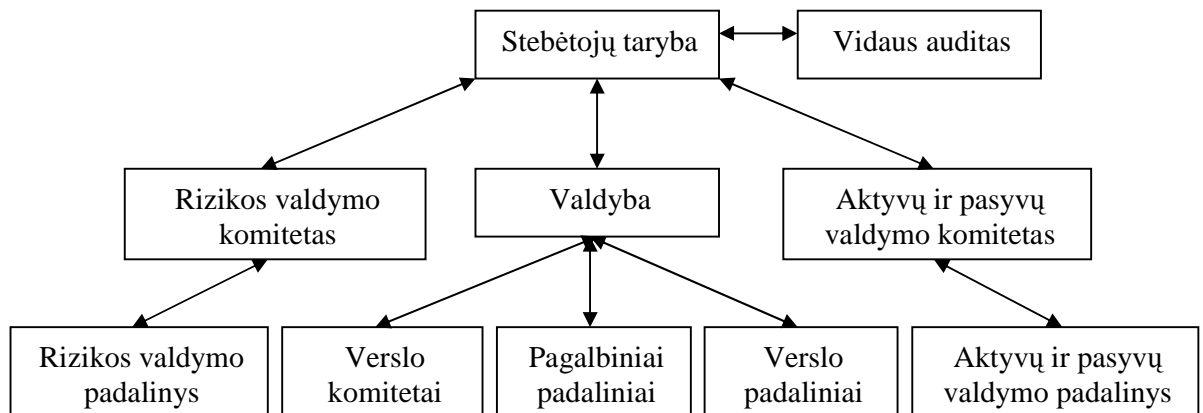 Stebėtojų taryba
Vidaus auditas
Rizikos valdymo
komitetas
Valdyba
Aktyvų ir pasyvų
valdymo komitetas
Rizikos valdymo
padalinys
Verslo
komitetai
Pagalbiniai
padaliniai
Verslo
padaliniai
Aktyvų ir pasyvų
valdymo padalinys